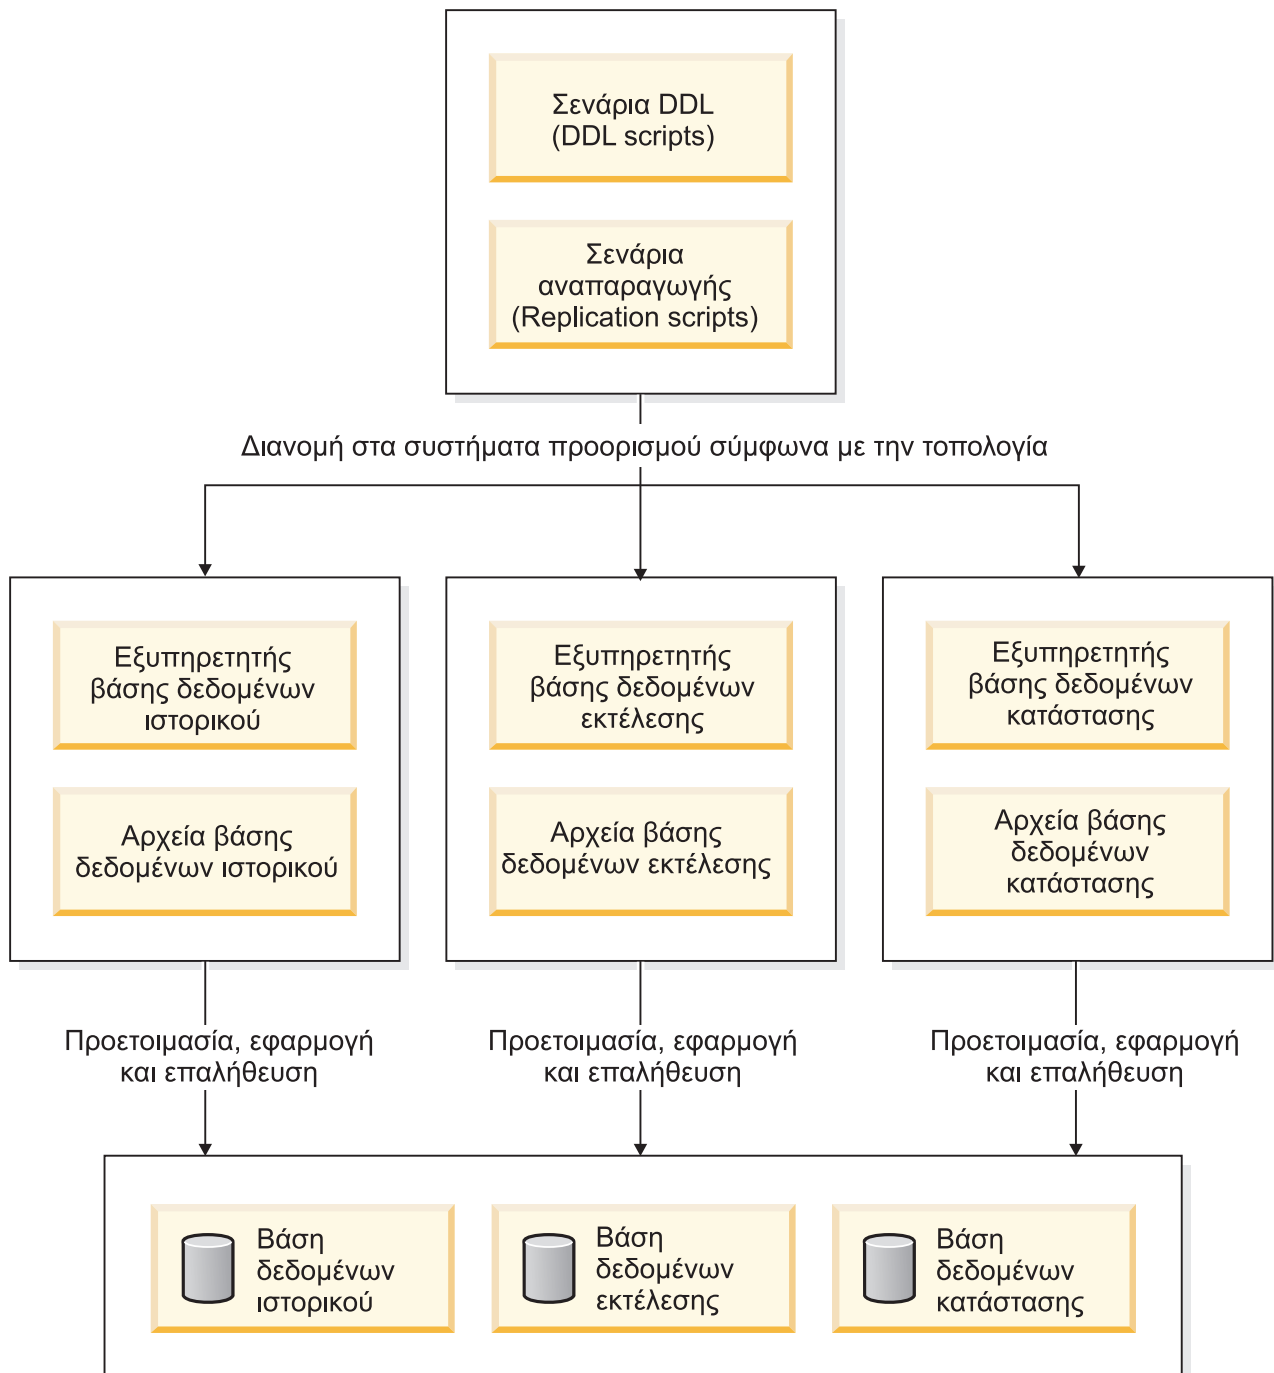 Σενάρια DDL
(DDL scripts)
Σενάρια
αναπαραγωγής
(Replication scripts)
Διανομή στα συστήματα προορισμού σύμφωνα με την τοπολογία
Εξυπηρετητής
βάσης δεδομένων
ιστορικού
Αρχεία βάσης
δεδομένων ιστορικού
Εξυπηρετητής
βάσης δεδομένων
εκτέλεσης
Αρχεία βάσης
δεδομένων εκτέλεσης
Εξυπηρετητής
βάσης δεδομένων
κατάστασης
Αρχεία βάσης
δεδομένων
κατάστασης
Προετοιμασία, εφαρμογή
και επαλήθευση
Προετοιμασία, εφαρμογή
και επαλήθευση
Προετοιμασία, εφαρμογή
και επαλήθευση
Βάση
δεδομένων
ιστορικού
Βάση
δεδομένων
εκτέλεσης
Βάση
δεδομένων
κατάστασης